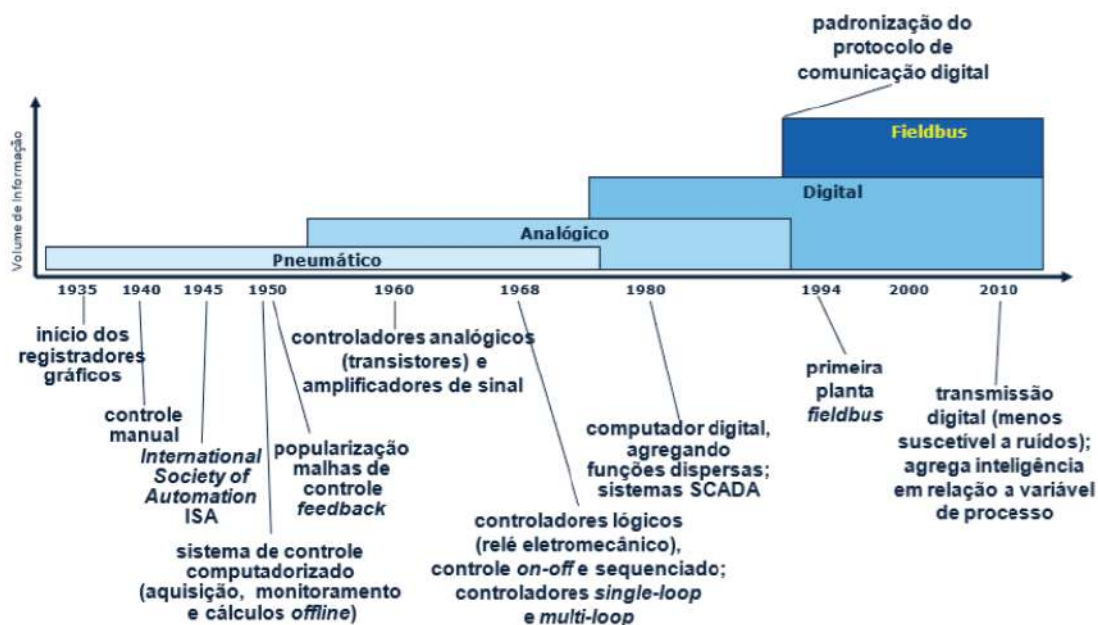 padronização do
protocolo de
comunicação digital
Volume de Informação
Fieldbus
Digital
Analógico
Pneumático
1935 1940 1945 1950 1960 1968 1980 1994 2000 2010
início dos
registradores
gráficos
controle
manual
International
Society of
Automation
ISA
sistema de controle
computadorizado
(aquisição, monitoramento
e cálculos offline)
popularização
malhas de
controle
feedback
controladores analógicos
(transistores) e
amplificadores de sinal
controladores lógicos
(relé eletromecânico),
controle on-off e sequenciado;
controladores single-loop
e multi-loop
computador digital,
agregando
funções dispersas;
sistemas SCADA
primeira
planta
fieldbus
transmissão
digital (menos
suscetível a ruídos);
agrega inteligência
em relação a variável
de processo